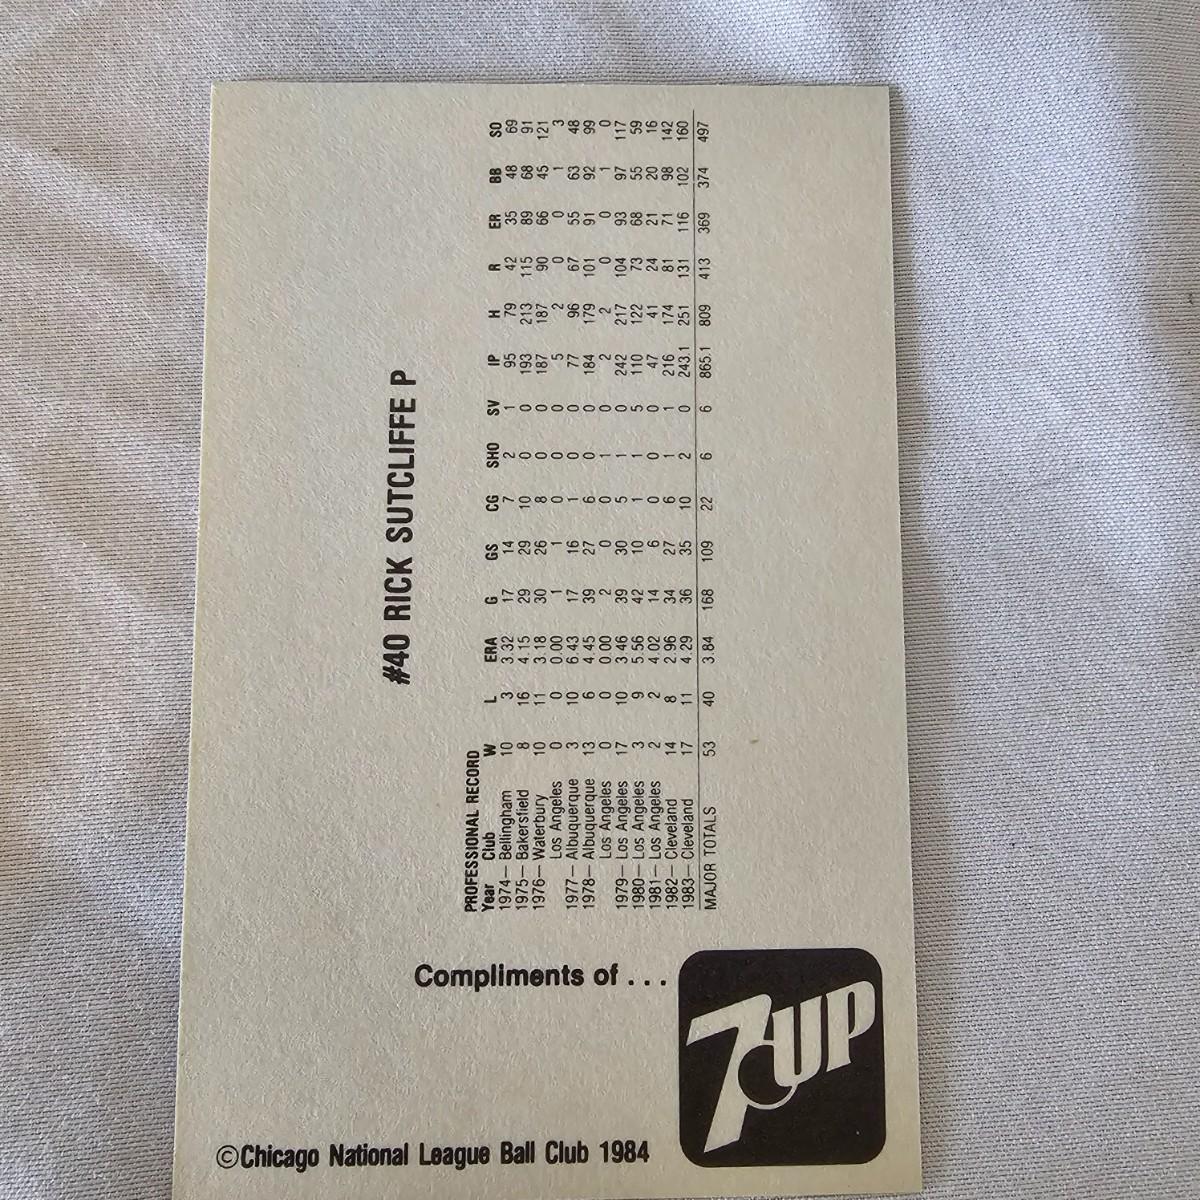 #40 RICK SUTCLIFFE P
PROFESSIONAL RECORD
Year Club W L ERA G GS CG SHO SV IP H R ER BB SO
1974— Bellingham 10 3 3.32 17 14 7 2 1 95 79 42 35 48 69
1975— Bakersfield 8 16 4.15 29 29 10 0 0 193 213 115 89 68 91
1976— Waterbury 10 11 3.18 30 26 8 0 0 187 187 90 66 45 121
Los Angeles 0 0 0.00 1 1 0 0 0 5 2 0 0 1 3
1977— Albuquerque 3 10 6.43 17 16 1 0 0 77 96 67 55 63 48
1978— Albuquerque 13 6 4.45 39 27 6 0 0 184 179 101 91 92 99
Los Angeles 0 0 0.00 2 0 0 1 0 2 2 0 0 1 0
1979— Los Angeles 17 10 3.46 39 30 5 1 0 242 217 104 93 97 117
1980— Los Angeles 3 9 5.56 42 10 1 1 5 110 122 73 68 55 59
1981— Los Angeles 2 2 4.02 14 6 0 0 0 47 41 24 21 20 16
1982— Cleveland 14 8 2.96 34 27 6 1 1 216 174 81 71 98 142
1983— Cleveland 17 11 4.29 36 35 10 2 0 243.1 251 131 116 102 160
MAJOR TOTALS 53 40 3.84 168 109 22 6 6 865.1 809 413 369 374 497
Compliments of . . .
7UP
©Chicago National League Ball Club 1984